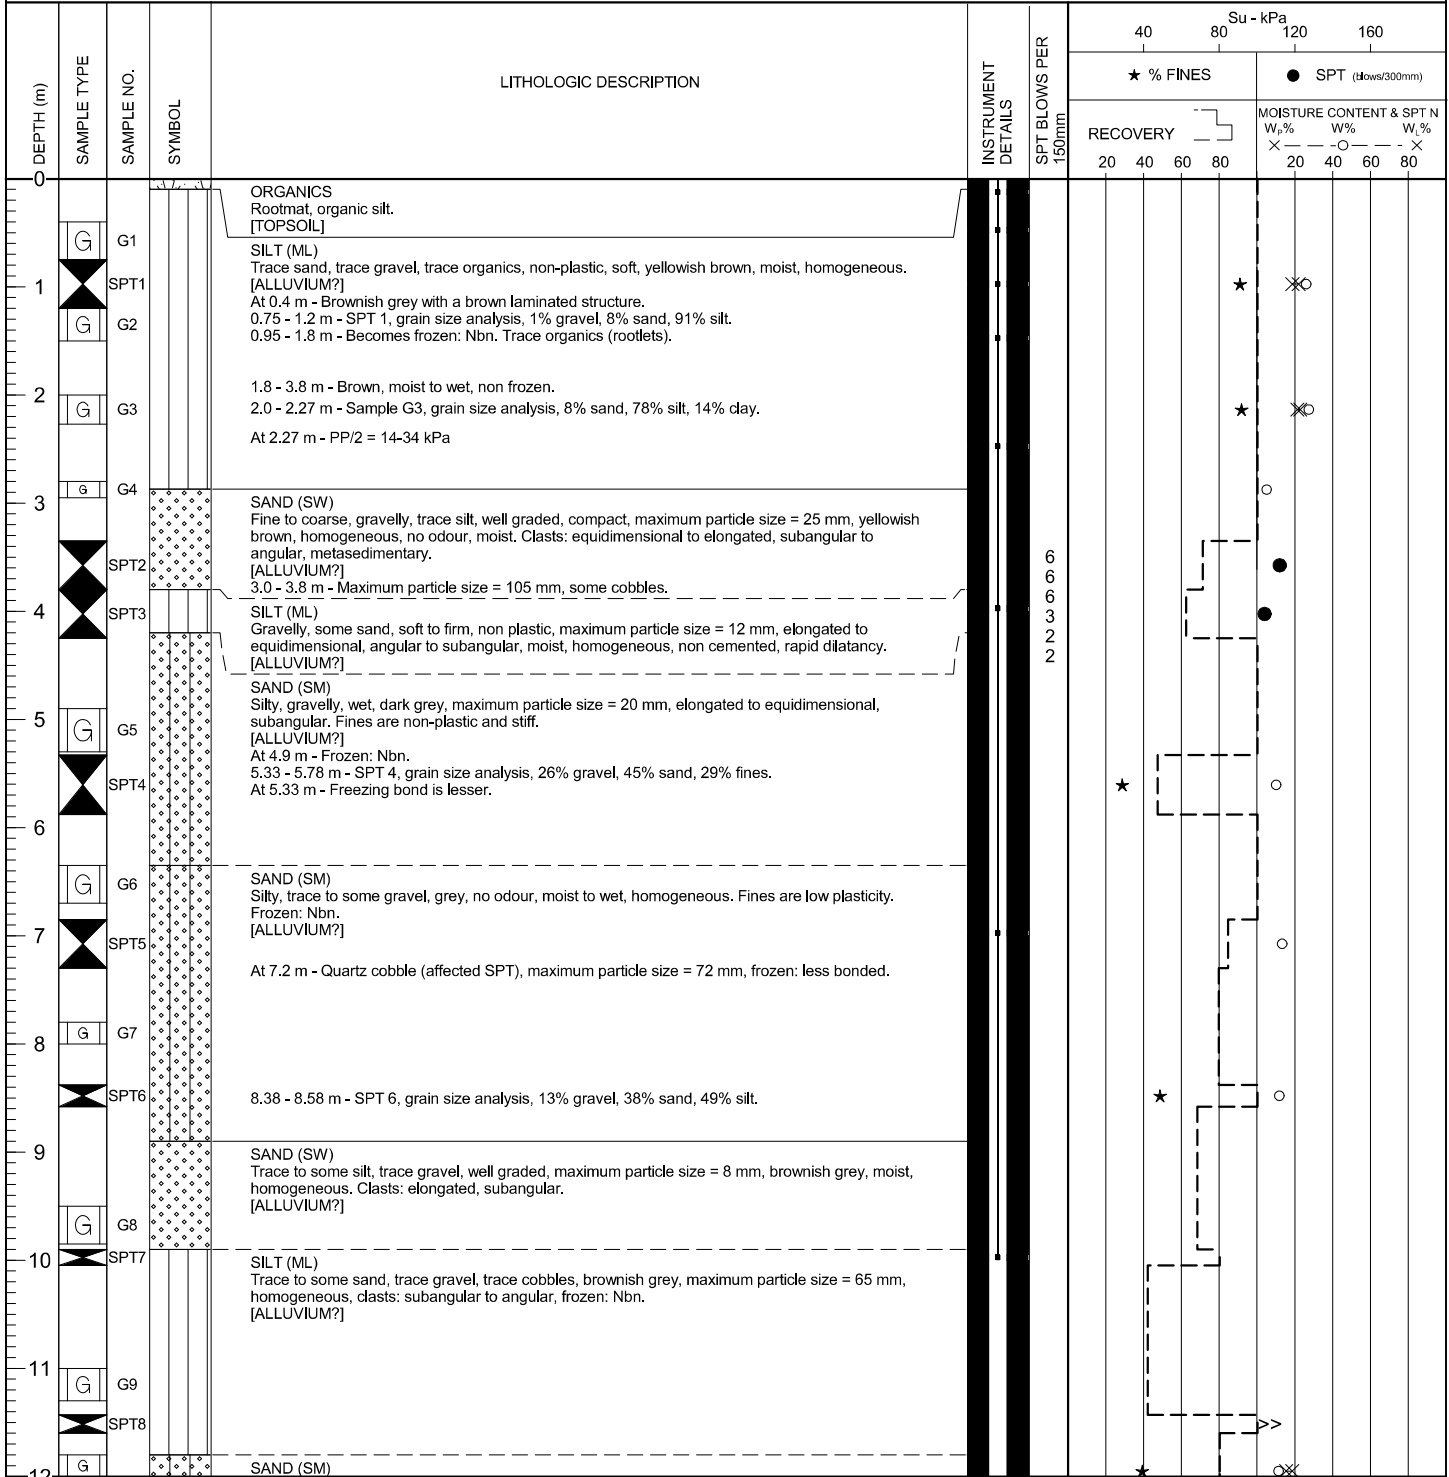 DEPTH (m)
SAMPLE TYPE
SAMPLE NO.
SYMBOL
LITHOLOGIC DESCRIPTION
INSTRUMENT
DETAILS
SPT BLOWS PER
150mm
Su - kPa
40 80 120 160
★ % FINES
● SPT (blows/300mm)
RECOVERY
MOISTURE CONTENT & SPT N
WP% W% WL%
20 40 60 80 20 40 60 80
0
ORGANICS
Rootmat, organic silt.
[TOPSOIL]
G G1
SILT (ML)
Trace sand, trace gravel, trace organics, non-plastic, soft, yellowish brown, moist, homogeneous.
[ALLUVIUM?]
1 SPT1
At 0.4 m - Brownish grey with a brown laminated structure.
G G2
0.75 - 1.2 m - SPT 1, grain size analysis, 1% gravel, 8% sand, 91% silt.
0.95 - 1.8 m - Becomes frozen: Nbn. Trace organics (rootlets).
2
1.8 - 3.8 m - Brown, moist to wet, non frozen.
G G3
2.0 - 2.27 m - Sample G3, grain size analysis, 8% sand, 78% silt, 14% clay.
At 2.27 m - PP/2 = 14-34 kPa
G G4
3
SAND (SW)
Fine to coarse, gravelly, trace silt, well graded, compact, maximum particle size = 25 mm, yellowish
brown, homogeneous, no odour, moist. Clasts: equidimensional to elongated, subangular to
angular, metasedimentary.
SPT2
[ALLUVIUM?]
3.0 - 3.8 m - Maximum particle size = 105 mm, some cobbles.
6
6
6
3
2
2
4 SPT3
SILT (ML)
Gravelly, some sand, soft to firm, non plastic, maximum particle size = 12 mm, elongated to
equidimensional, angular to subangular, moist, homogeneous, non cemented, rapid dilatancy.
[ALLUVIUM?]
SAND (SM)
Silty, gravelly, wet, dark grey, maximum particle size = 20 mm, elongated to equidimensional,
5 G G5
subangular. Fines are non-plastic and stiff.
[ALLUVIUM?]
At 4.9 m - Frozen: Nbn.
5.33 - 5.78 m - SPT 4, grain size analysis, 26% gravel, 45% sand, 29% fines.
SPT4
At 5.33 m - Freezing bond is lesser.
6
G G6
SAND (SM)
Silty, trace to some gravel, grey, no odour, moist to wet, homogeneous. Fines are low plasticity.
Frozen: Nbn.
[ALLUVIUM?]
7 SPT5
At 7.2 m - Quartz cobble (affected SPT), maximum particle size = 72 mm, frozen: less bonded.
G G7
8
SPT6
8.38 - 8.58 m - SPT 6, grain size analysis, 13% gravel, 38% sand, 49% silt.
9
SAND (SW)
Trace to some silt, trace gravel, well graded, maximum particle size = 8 mm, brownish grey, moist,
homogeneous. Clasts: elongated, subangular.
[ALLUVIUM?]
G G8
10 SPT7
SILT (ML)
Trace to some sand, trace gravel, trace cobbles, brownish grey, maximum particle size = 65 mm,
homogeneous, clasts: subangular to angular, frozen: Nbn.
[ALLUVIUM?]
11
G G9
SPT8
>>
G
12
SAND (SM)